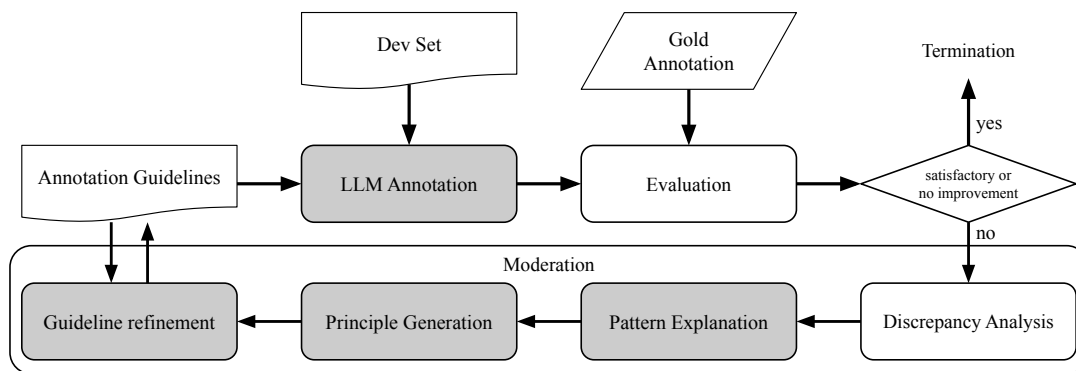 Dev Set
Gold
Annotation
Termination
yes
Annotation Guidelines
LLM Annotation
Evaluation
satisfactory or
no improvement
no
Moderation
Guideline refinement
Principle Generation
Pattern Explanation
Discrepancy Analysis